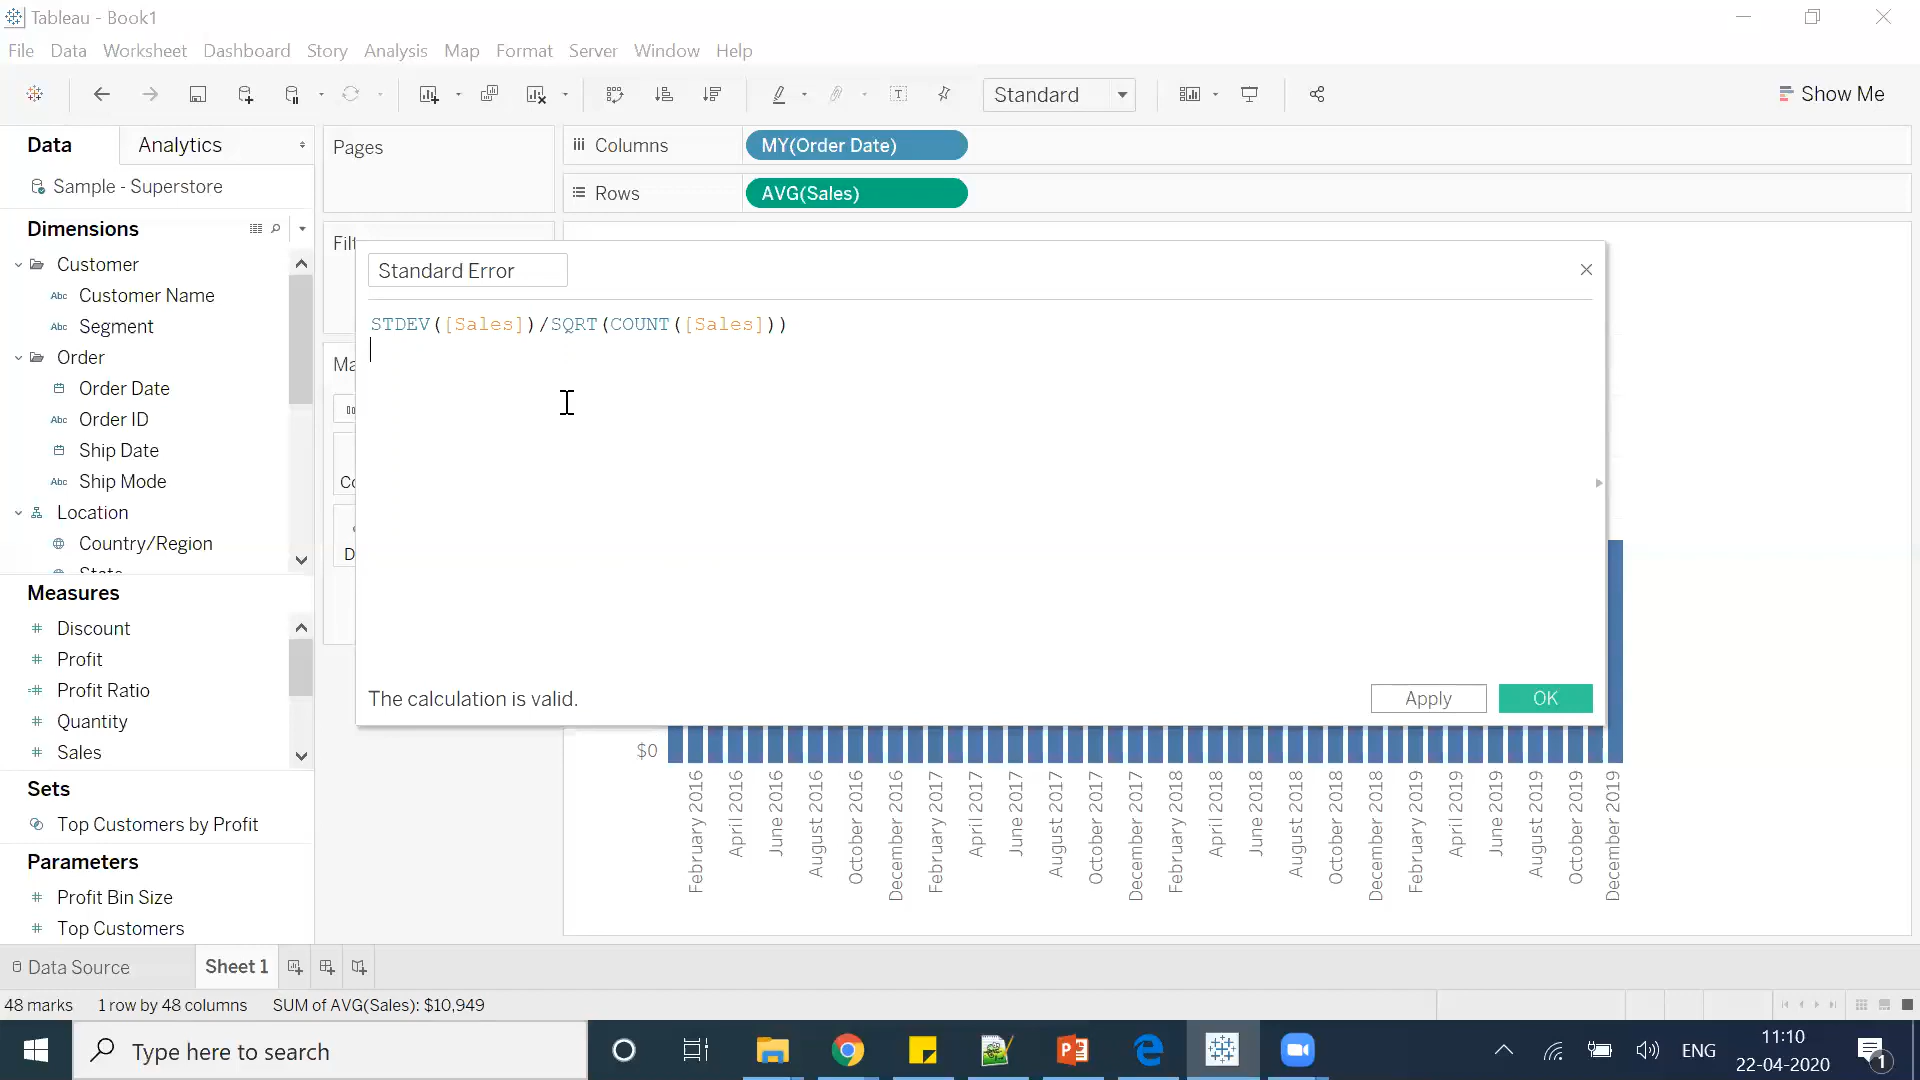 Tableau - Book1
File Data Worksheet Dashboard Story Analysis Map Format Server Window Help
Standard
Show Me
Data
Analytics
Pages
Columns
MY(Order Date)
Sample - Superstore
Rows
AVG(Sales)
Dimensions
Filt
Customer
Abc Customer Name
Abc Segment
Order
Order Date
Abc Order ID
Ship Date
Abc Ship Mode
Location
Country/Region
Ma
Co
D
Standard Error
STDEV([Sales])/SQRT(COUNT([Sales]))
The calculation is valid.
Apply
OK
Measures
Discount
Profit
Profit Ratio
Quantity
Sales
Sets
Top Customers by Profit
Parameters
Profit Bin Size
Top Customers
$0
February 2016
April 2016
June 2016
August 2016
October 2016
December 2016
February 2017
April 2017
June 2017
August 2017
October 2017
December 2017
February 2018
April 2018
June 2018
August 2018
October 2018
December 2018
February 2019
April 2019
June 2019
August 2019
October 2019
December 2019
Data Source
Sheet 1
48 marks 1 row by 48 columns SUM of AVG(Sales): $10,949
Type here to search
ENG
11:10
22-04-2020
1